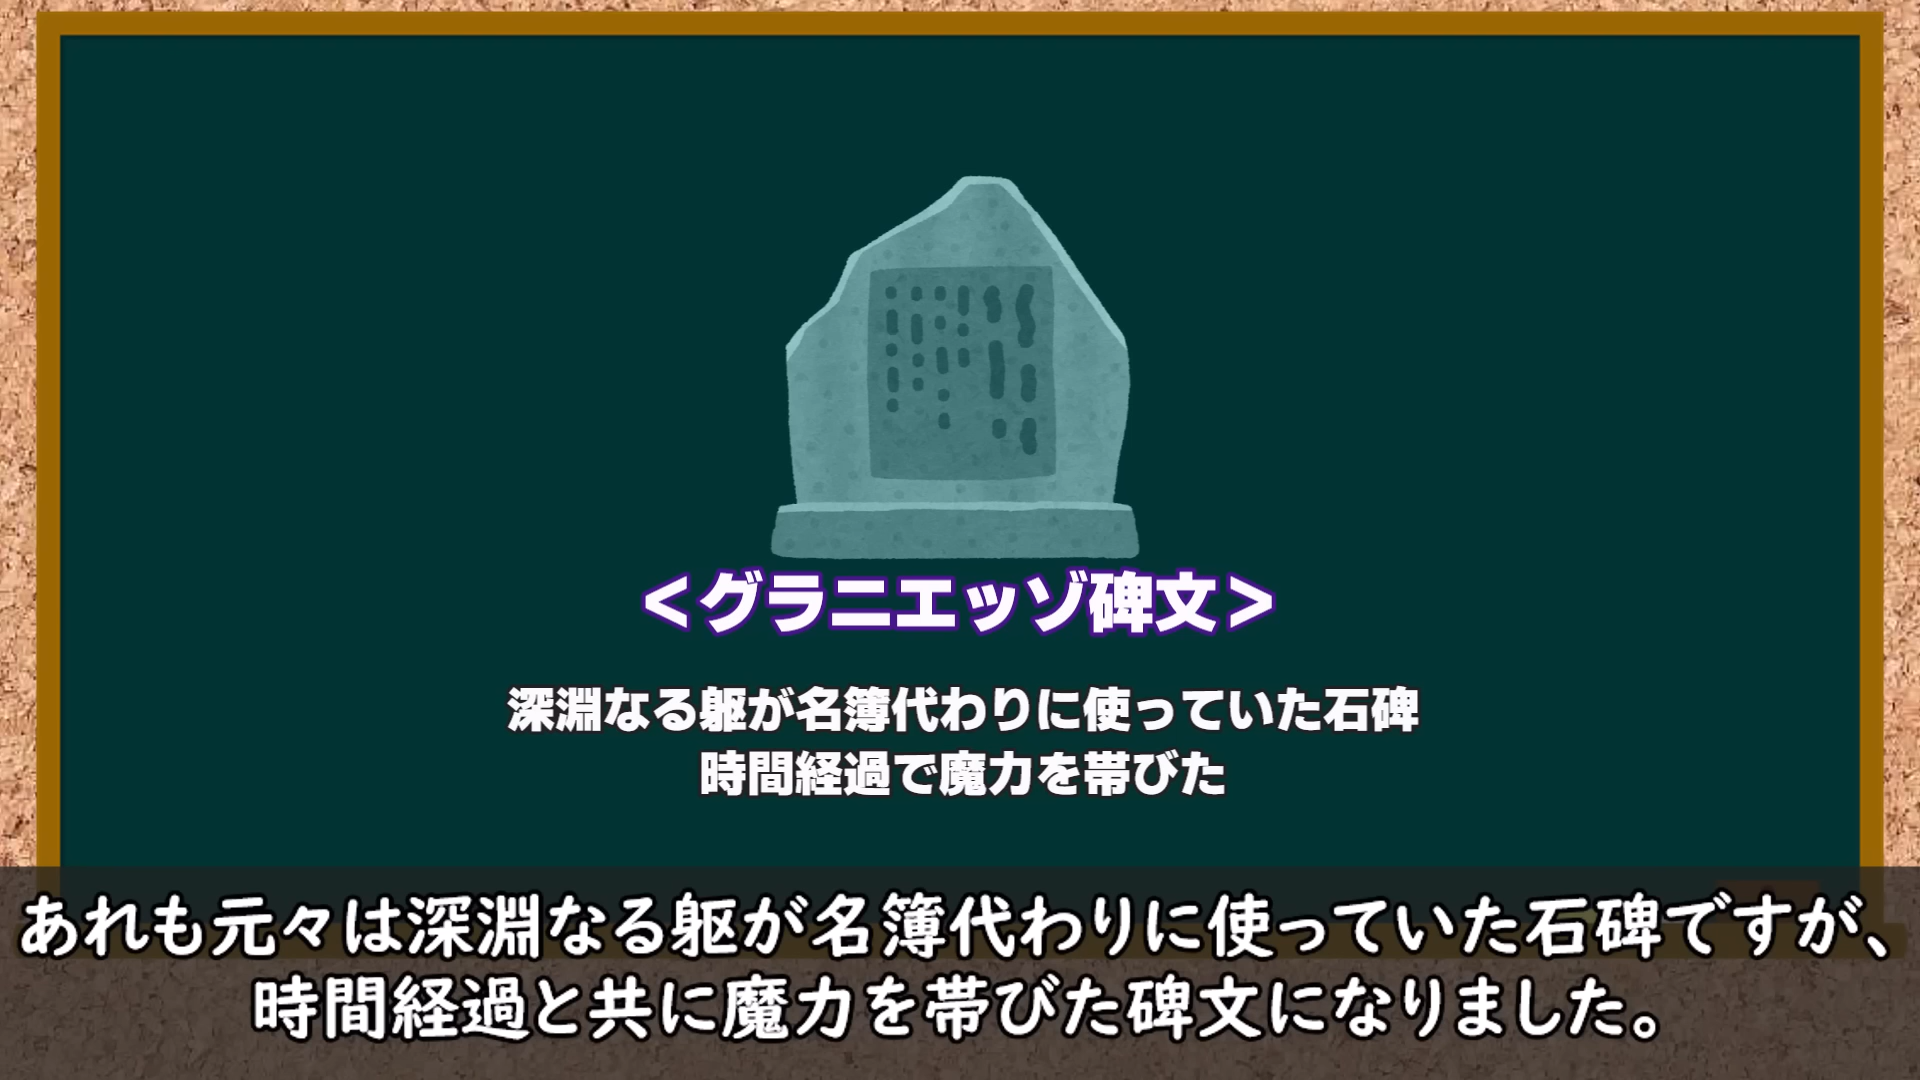 ＜グラニエッゾ碑文＞
深淵なる躯が名簿代わりに使っていた石碑
時間経過で魔力を帯びた
あれも元々は深淵なる躯が名簿代わりに使っていた石碑ですが、
時間経過と共に魔力を帯びた碑文になりました。